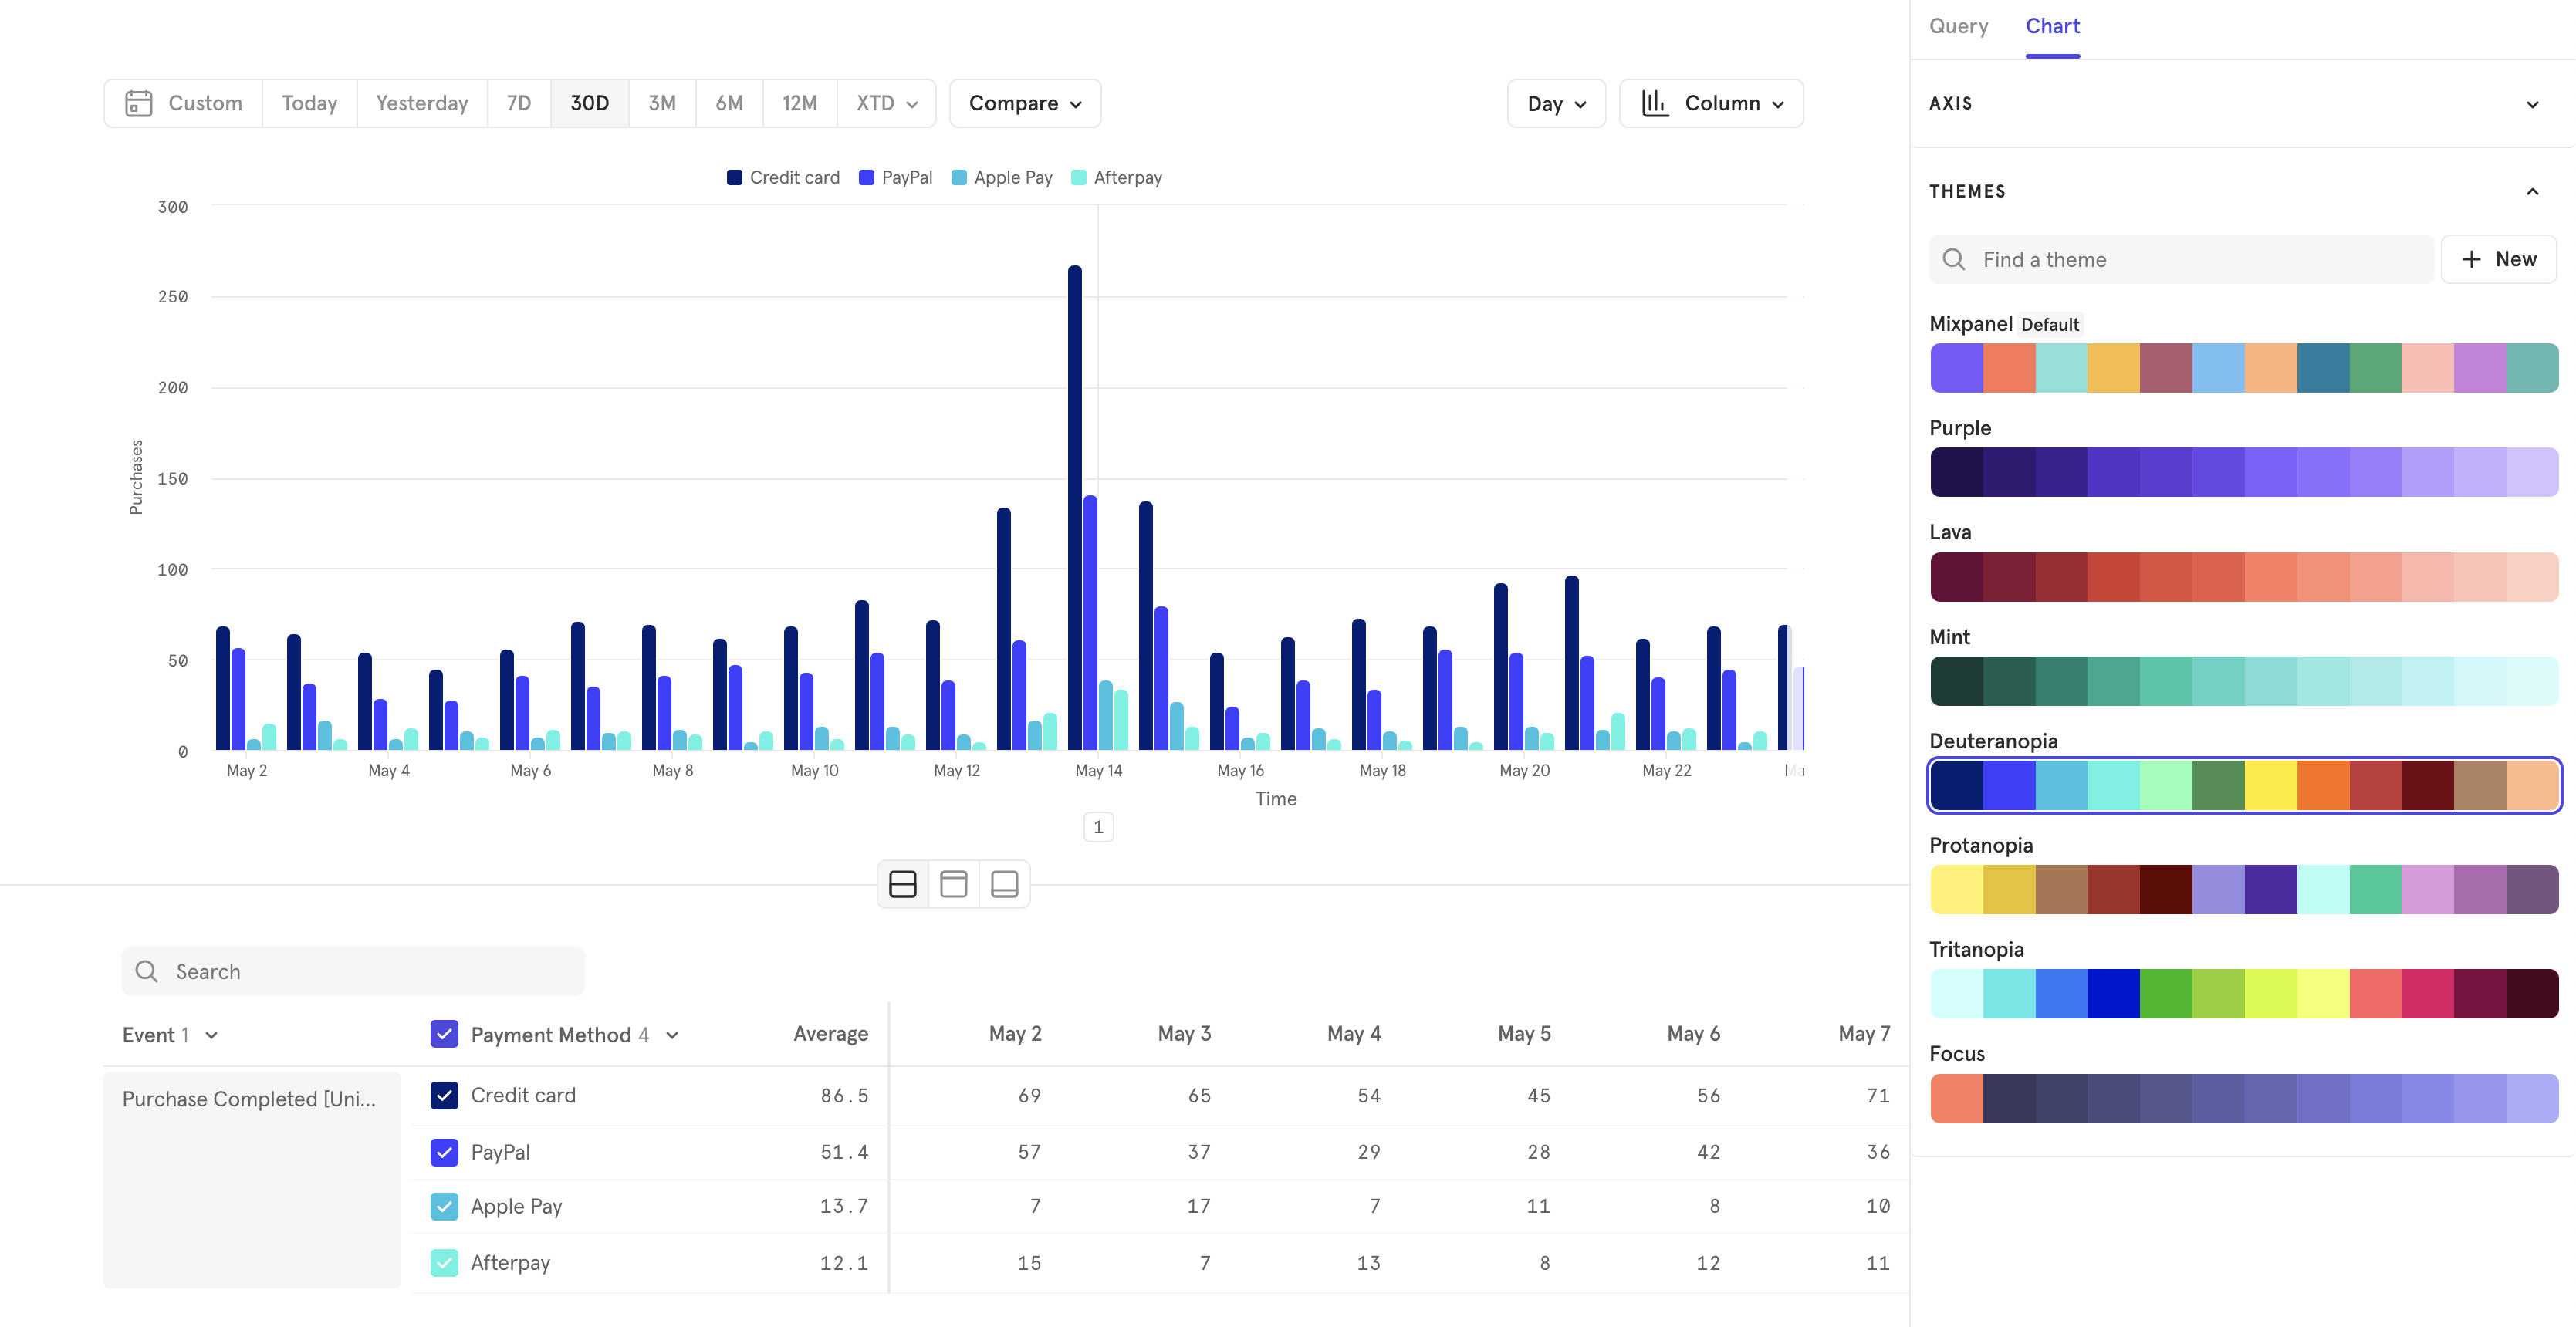 Query Chart
Custom Today Yesterday 7D 30D 3M 6M 12M XTD Compare Day Column
AXIS
Credit card PayPal Apple Pay Afterpay
THEMES
300
250
200
150
100
50
0
Purchases
May 2 May 4 May 6 May 8 May 10 May 12 May 14 May 16 May 18 May 20 May 22 Ma
Time
1
Find a theme New
Mixpanel Default
Purple
Lava
Mint
Deuteranopia
Protanopia
Tritanopia
Focus
Search
Event 1 Payment Method 4 Average May 2 May 3 May 4 May 5 May 6 May 7
Purchase Completed [Uni... Credit card 86.5 69 65 54 45 56 71
PayPal 51.4 57 37 29 28 42 36
Apple Pay 13.7 7 17 7 11 8 10
Afterpay 12.1 15 7 13 8 12 11